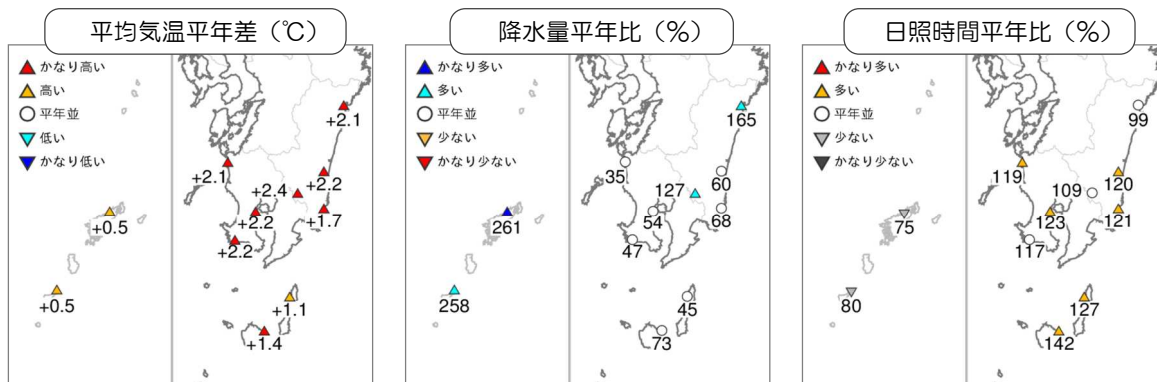 平均気温平年差（℃）
かなり高い
高い
平年並
低い
かなり低い
+2.1
+2.1
+2.4
+2.2
+2.2
+1.7
+2.2
+0.5
+0.5
+1.1
+1.4
降水量平年比（%）
かなり多い
多い
平年並
少ない
かなり少ない
165
35
127
60
54
68
47
261
258
45
73
日照時間平年比（%）
かなり多い
多い
平年並
少ない
かなり少ない
99
119
109
120
123
121
117
75
80
127
142